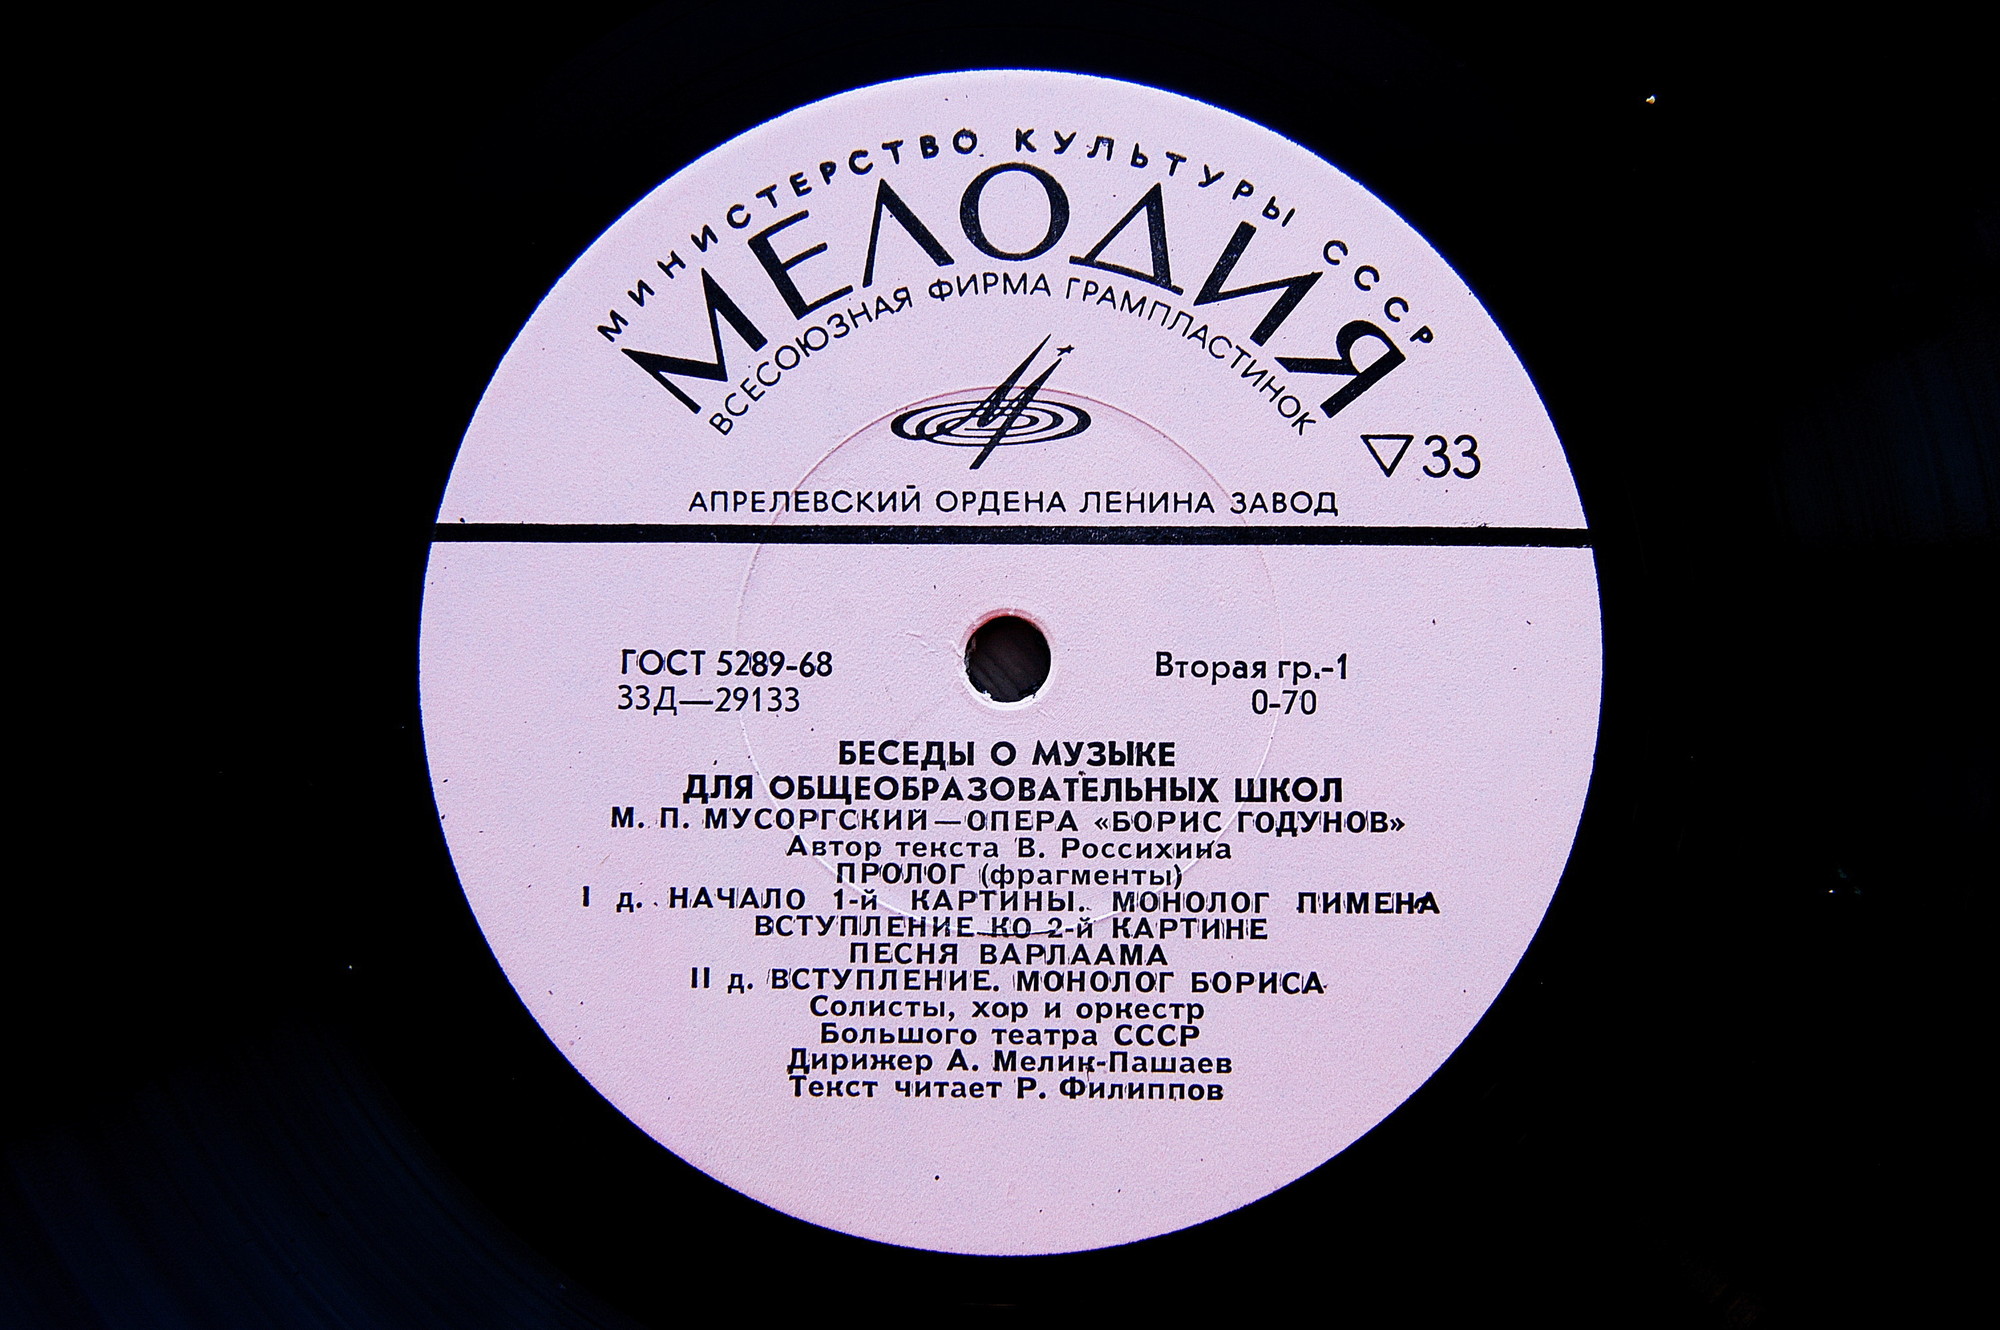 МИНИСТЕРСТВО КУЛЬТУРЫ СССР
МЕЛОДИЯ
ВСЕСОЮЗНАЯ ФИРМА ГРАМПЛАСТИНОК
▽33
АПРЕЛЕВСКИЙ ОРДЕНА ЛЕНИНА ЗАВОД
ГОСТ 5289-68
Вторая гр.-1
33Д—29133
0-70
БЕСЕДЫ О МУЗЫКЕ
ДЛЯ ОБЩЕОБРАЗОВАТЕЛЬНЫХ ШКОЛ
М. П. МУСОРГСКИЙ—ОПЕРА «БОРИС ГОДУНОВ»
Автор текста В. Россихина
ПРОЛОГ (фрагменты)
I д. НАЧАЛО 1-й КАРТИНЫ. МОНОЛОГ ПИМЕНА
ВСТУПЛЕНИЕ КО 2-й КАРТИНЕ
ПЕСНЯ ВАРЛААМА
II д. ВСТУПЛЕНИЕ. МОНОЛОГ БОРИСА
Солисты, хор и оркестр
Большого театра СССР
Дирижер А. Мелик-Пашаев
Текст читает Р. Филиппов